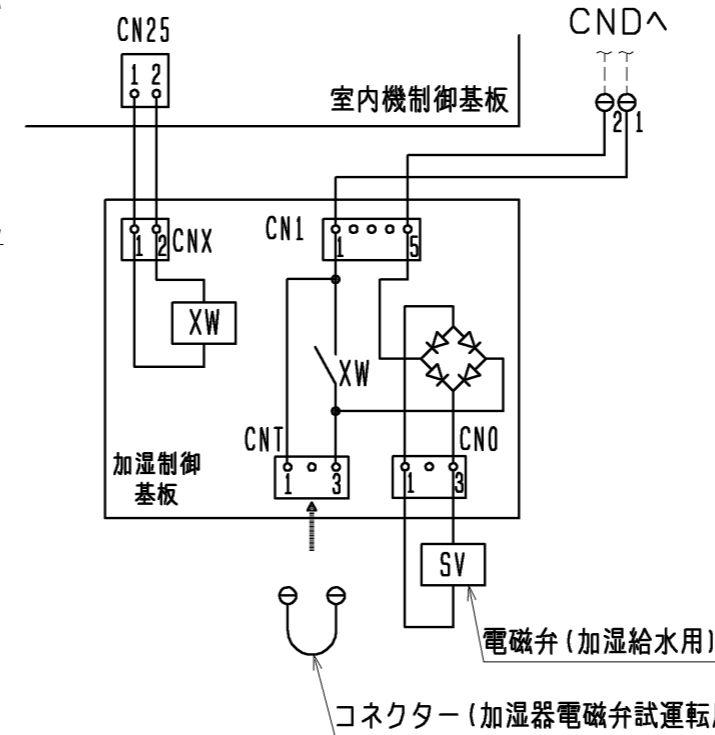 CNDへ
CN25
1 2
室内機制御基板
2 1
CN1
1 5
CNX
1 2
XW
XW
CNT
1 3
CNO
1 3
加湿制御
基板
SV
電磁弁(加湿給水用)
コネクター(加湿器電磁弁試運転